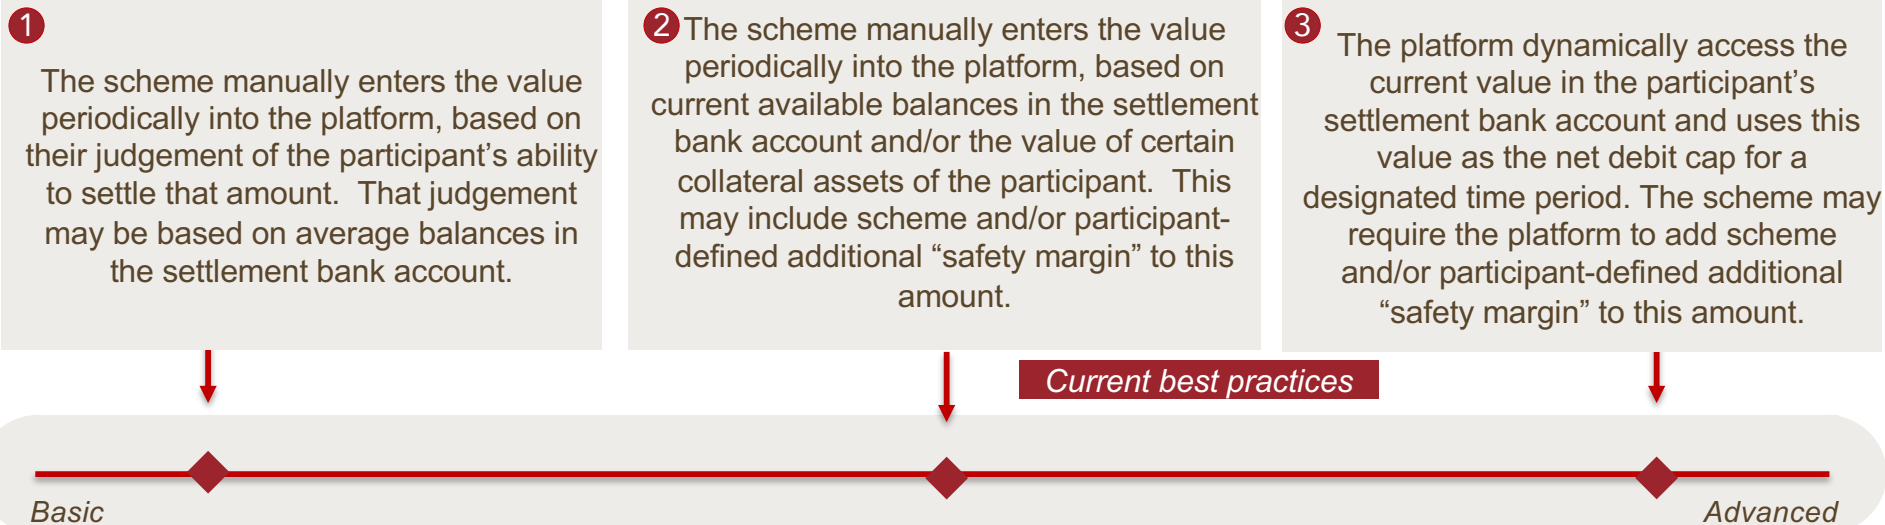 1
The scheme manually enters the value
periodically into the platform, based on
their judgement of the participant’s ability
to settle that amount.  That judgement
may be based on average balances in
the settlement bank account.
2
The scheme manually enters the value
periodically into the platform, based on
current available balances in the settlement
bank account and/or the value of certain
collateral assets of the participant.  This
may include scheme and/or participant-
defined additional “safety margin” to this
amount.
3
The platform dynamically access the
current value in the participant’s
settlement bank account and uses this
value as the net debit cap for a
designated time period. The scheme may
require the platform to add scheme
and/or participant-defined additional
“safety margin” to this amount.
Current best practices
Basic
Advanced